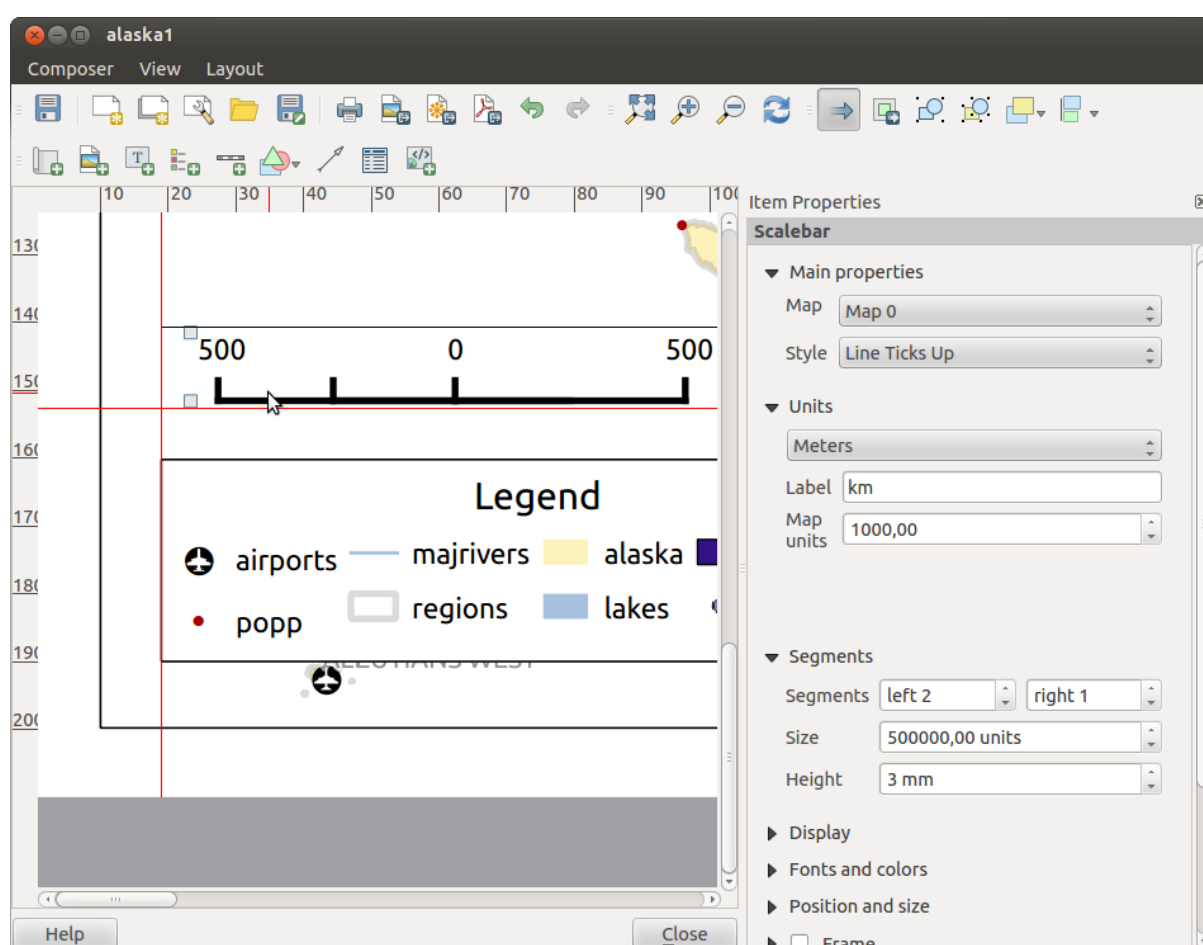 alaska1
Composer View Layout
10 20 30 40 50 60 70 80 90 100
Item Properties
Scalebar
130
140
150
160
170
180
190
200
500 0 500
Legend
airports majrivers alaska
popp regions lakes
ALEUTIANS WEST
Main properties
Map Map 0
Style Line Ticks Up
Units
Meters
Label km
Map units 1000,00
Segments
Segments left 2 right 1
Size 500000,00 units
Height 3 mm
Display
Fonts and colors
Position and size
Frame
Help Close